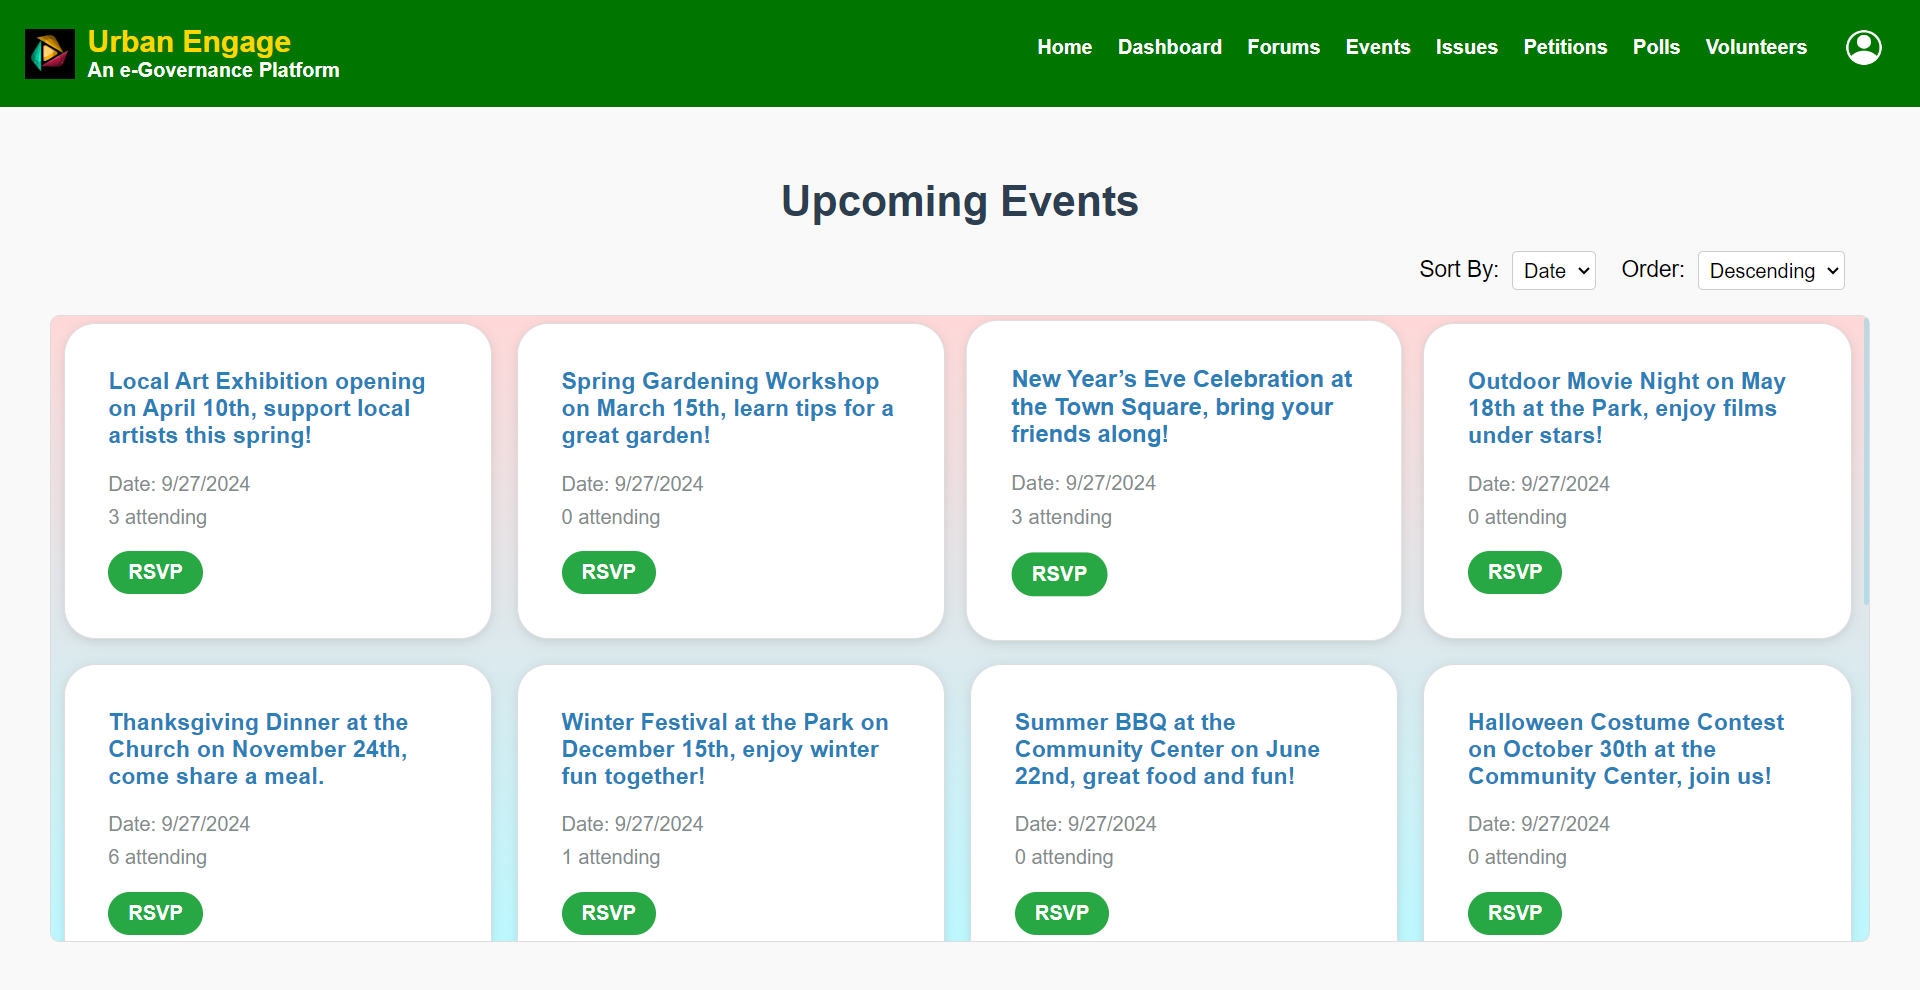 Urban Engage
An e-Governance Platform
Home Dashboard Forums Events Issues Petitions Polls Volunteers
Upcoming Events
Sort By: Date Order: Descending
Local Art Exhibition opening
on April 10th, support local
artists this spring!
Date: 9/27/2024
3 attending
RSVP
Spring Gardening Workshop
on March 15th, learn tips for a
great garden!
Date: 9/27/2024
0 attending
RSVP
New Year’s Eve Celebration at
the Town Square, bring your
friends along!
Date: 9/27/2024
3 attending
RSVP
Outdoor Movie Night on May
18th at the Park, enjoy films
under stars!
Date: 9/27/2024
0 attending
RSVP
Thanksgiving Dinner at the
Church on November 24th,
come share a meal.
Date: 9/27/2024
6 attending
RSVP
Winter Festival at the Park on
December 15th, enjoy winter
fun together!
Date: 9/27/2024
1 attending
RSVP
Summer BBQ at the
Community Center on June
22nd, great food and fun!
Date: 9/27/2024
0 attending
RSVP
Halloween Costume Contest
on October 30th at the
Community Center, join us!
Date: 9/27/2024
0 attending
RSVP